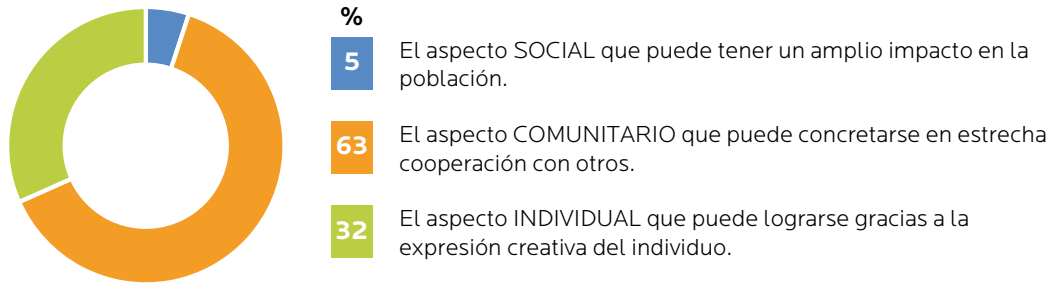 %
5
El aspecto SOCIAL que puede tener un amplio impacto en la
población.
63
El aspecto COMUNITARIO que puede concretarse en estrecha
cooperación con otros.
32
El aspecto INDIVIDUAL que puede lograrse gracias a la
expresión creativa del individuo.